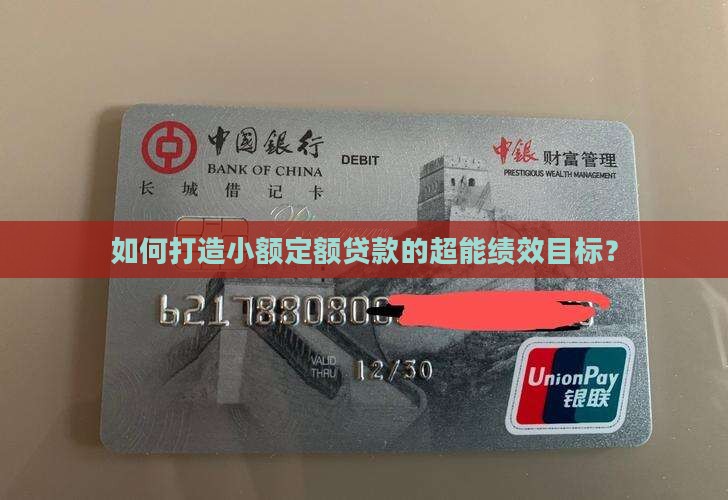 中国银行
BANK OF CHINA
DEBIT
中銀 财富管理
PRESTIGIOUS WEALTH MANAGEMENT
长城借记卡
如何打造小额定额贷款的超能绩效目标？
621788080
VALID
THRU
12/30
UnionPay
银联